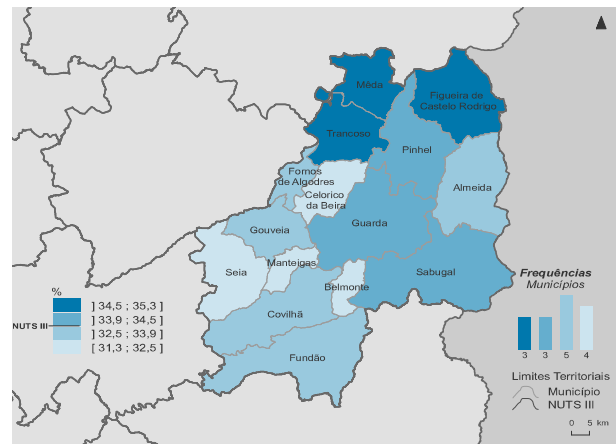 Mêda
Figueira de
Castelo Rodrigo
Trancoso
Pinhel
Fornos
de Algodres
Celorico
da Beira
Almeida
Gouveia
Guarda
Seia
Manteigas
Belmonte
Sabugal
Covilhã
Fundão
%
] 34,5 ; 35,3 ]
] 33,9 ; 34,5 ]
NUTS III
] 32,5 ; 33,9 ]
[ 31,3 ; 32,5 ]
Frequências
Municípios
3 3 5 4
Limites Territoriais
Município
NUTS III
0 5 km